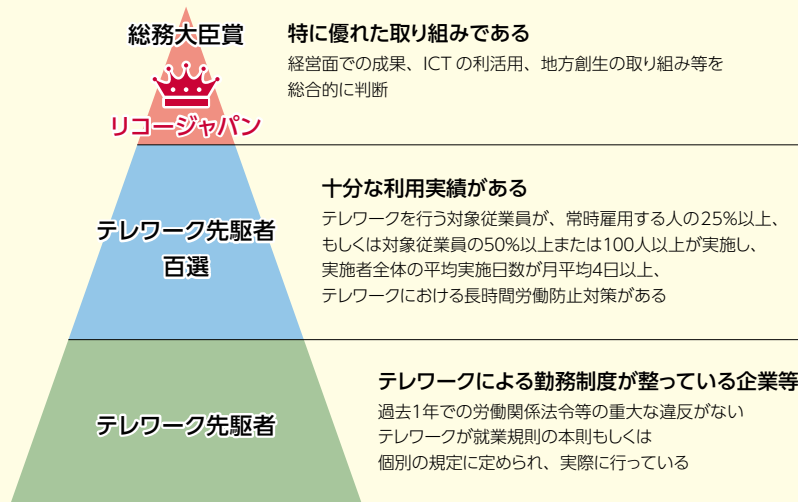 総務大臣賞
リコージャパン
特に優れた取り組みである
経営面での成果、ICT の利活用、地方創生の取り組み等を
総合的に判断
テレワーク先駆者
百選
十分な利用実績がある
テレワークを行う対象従業員が、常時雇用する人の25%以上、
もしくは対象従業員の50%以上または100人以上が実施し、
実施者全体の平均実施日数が月平均4日以上、
テレワークにおける長時間労働防止対策がある
テレワーク先駆者
テレワークによる勤務制度が整っている企業等
過去1年での労働関係法令等の重大な違反がない
テレワークが就業規則の本則もしくは
個別の規定に定められ、実際に行っている